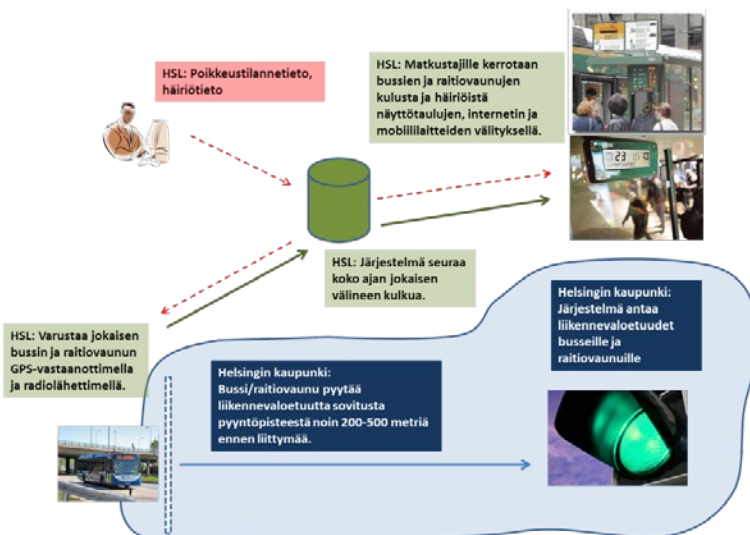 HSL: Poikkeustilannetieto,
häiriötieto
HSL: Matkustajille kerrotaan
bussien ja raitiovaunujen
kulusta ja häiriöistä
näyttötaulujen, internetin ja
mobiililaitteiden välityksellä.
23
HSL: Järjestelmä seuraa
koko ajan jokaisen
välineen kulkua.
HSL: Varustaa jokaisen
bussin ja raitiovaunun
GPS-vastaanottimella
ja radiolähettimellä.
Helsingin kaupunki:
Bussi/raitiovaunu pyytää
liikennevaloetuutta sovitusta
pyyntöpisteestä noin 200-500 metriä
ennen liittymää.
Helsingin kaupunki:
Järjestelmä antaa
liikennevaloetuudet
busseille ja
raitiovaunuille